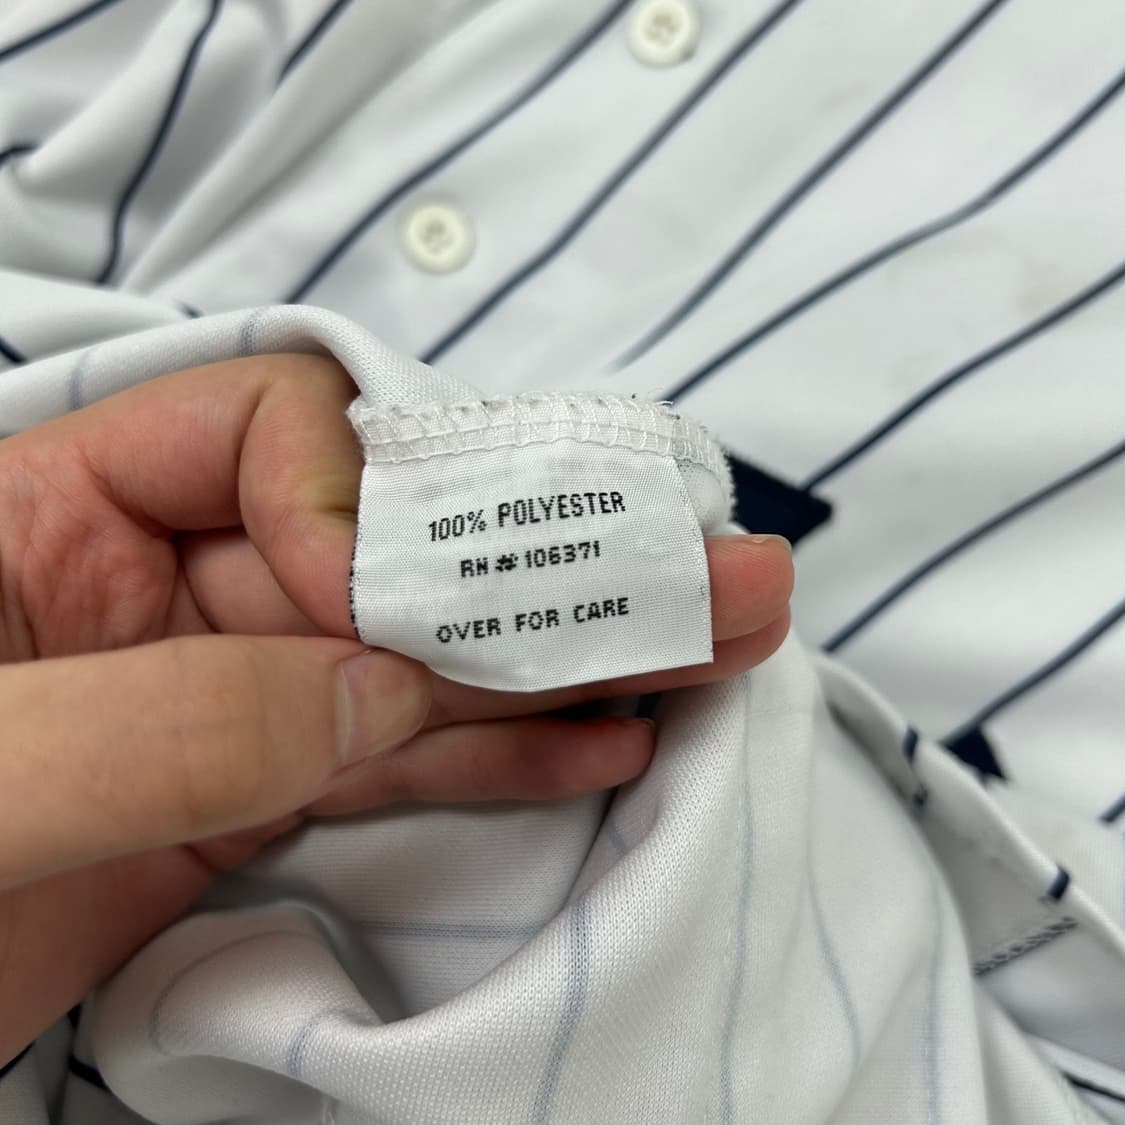 100% POLYESTER
RN # 106371
OVER FOR CARE